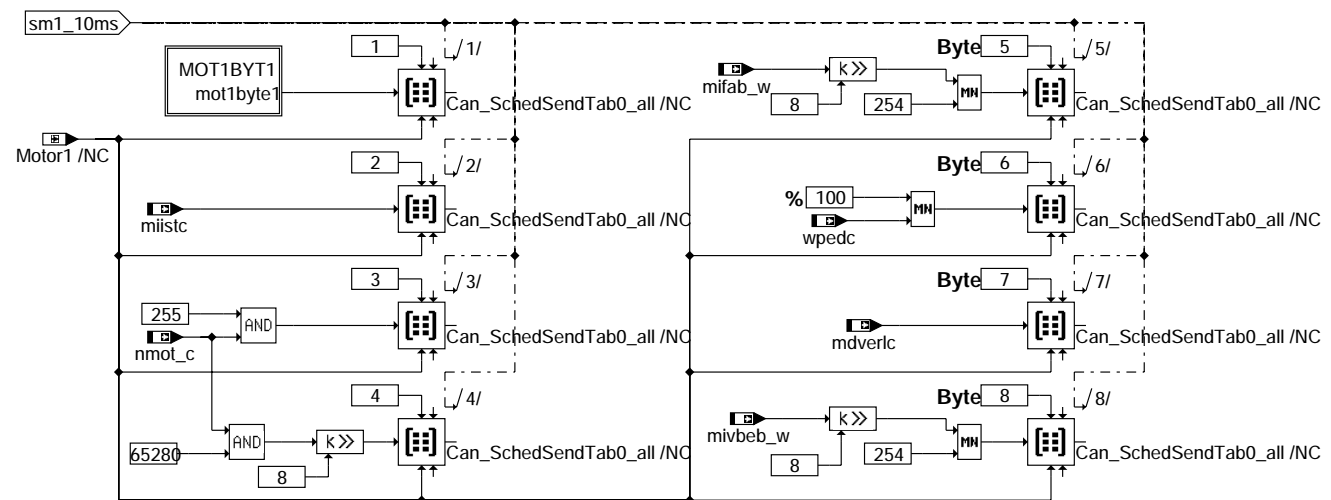 sm1_10ms
1
/1/
MOT1BYT1
mot1byte1
Can_SchedSendTab0_all /NC
Motor1 /NC
2
/2/
miistc
Can_SchedSendTab0_all /NC
3
/3/
255
AND
nmot_c
Can_SchedSendTab0_all /NC
4
/4/
AND
65280
k>>
8
Can_SchedSendTab0_all /NC
Byte 5
/5/
mifab_w
k>>
8
254
MN
Can_SchedSendTab0_all /NC
Byte 6
/6/
% 100
MN
wpedc
Can_SchedSendTab0_all /NC
Byte 7
/7/
mdverlc
Can_SchedSendTab0_all /NC
Byte 8
/8/
mivbeb_w
k>>
8
254
MN
Can_SchedSendTab0_all /NC